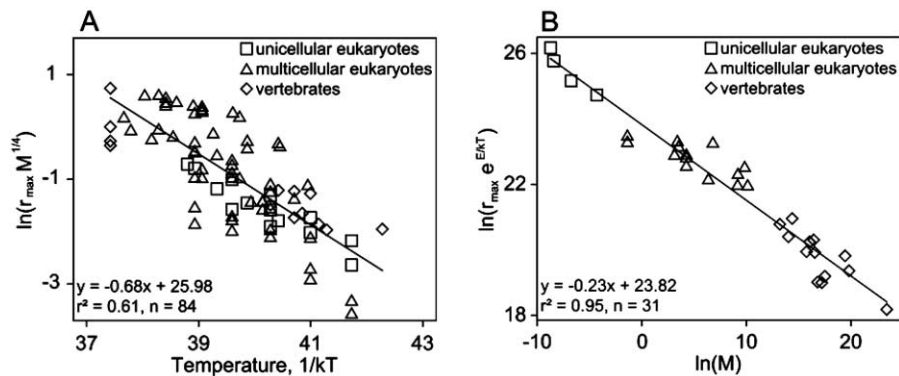 A
unicellular eukaryotes
multicellular eukaryotes
vertebrates
ln(r_max M^1/4)
1
-1
-3
y = -0.68x + 25.98
r² = 0.61, n = 84
37 39 41 43
Temperature, 1/kT
B
unicellular eukaryotes
multicellular eukaryotes
vertebrates
ln(r_max e^E/kT)
26
22
18
y = -0.23x + 23.82
r² = 0.95, n = 31
-10 0 10 20
ln(M)